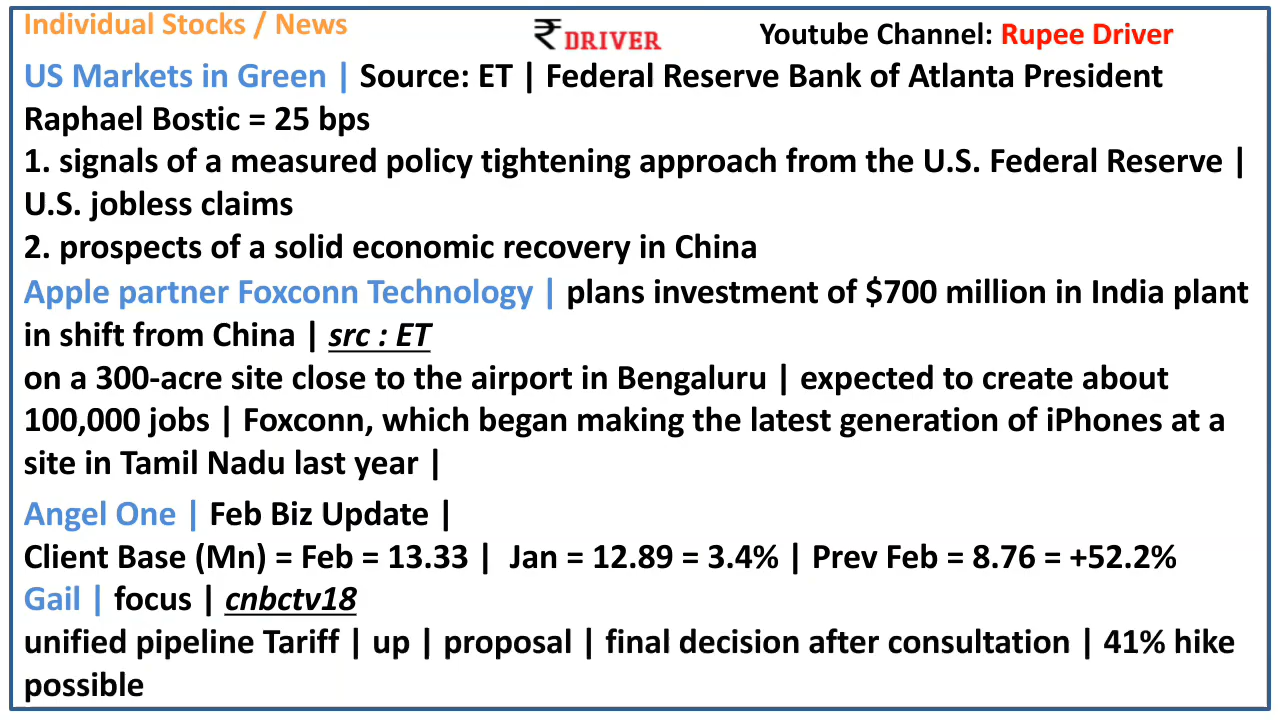 Individual Stocks / News
₹ DRIVER
Youtube Channel: Rupee Driver
US Markets in Green | Source: ET | Federal Reserve Bank of Atlanta President
Raphael Bostic = 25 bps
1. signals of a measured policy tightening approach from the U.S. Federal Reserve |
U.S. jobless claims
2. prospects of a solid economic recovery in China
Apple partner Foxconn Technology | plans investment of $700 million in India plant
in shift from China | src : ET
on a 300-acre site close to the airport in Bengaluru | expected to create about
100,000 jobs | Foxconn, which began making the latest generation of iPhones at a
site in Tamil Nadu last year |
Angel One | Feb Biz Update |
Client Base (Mn) = Feb = 13.33 | Jan = 12.89 = 3.4% | Prev Feb = 8.76 = +52.2%
Gail | focus | cnbctv18
unified pipeline Tariff | up | proposal | final decision after consultation | 41% hike
possible